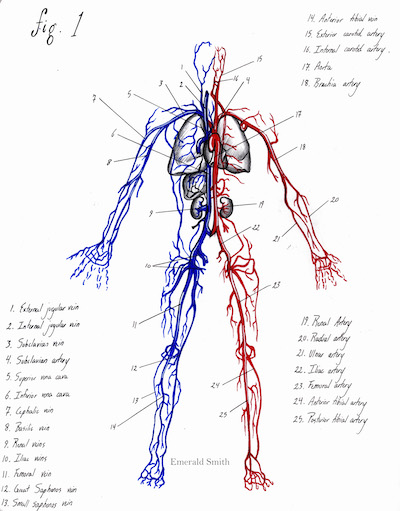 fig. 1
14. Anterior tibial vein
15. Exterior carotid artery
16. Internal carotid artery.
17. Aorta
18. Brachia artery
1
2
3
4
5
6
7
8
9
10
11
12
13
14
15
16
17
18
19
20
21
22
23
24
25
1. External jugular vein
2. Internal jugular vein
3. Subclavian vein
4. Subclavian artery
5. Superior vena cava
6. Inferior vena cava
7. Cephalic vein
8. Basilic vein
9. Renal veins
10. Iliac veins
11. Femoral vein
12. Great Saphenous vein
13. Small saphenous vein
19. Renal Artery
20. Radial artery
21. Ulnar artery
22. Iliac artery
23. Femoral artery
24. Anterior tibial artery
25. Posterior tibial artery
Emerald Smith